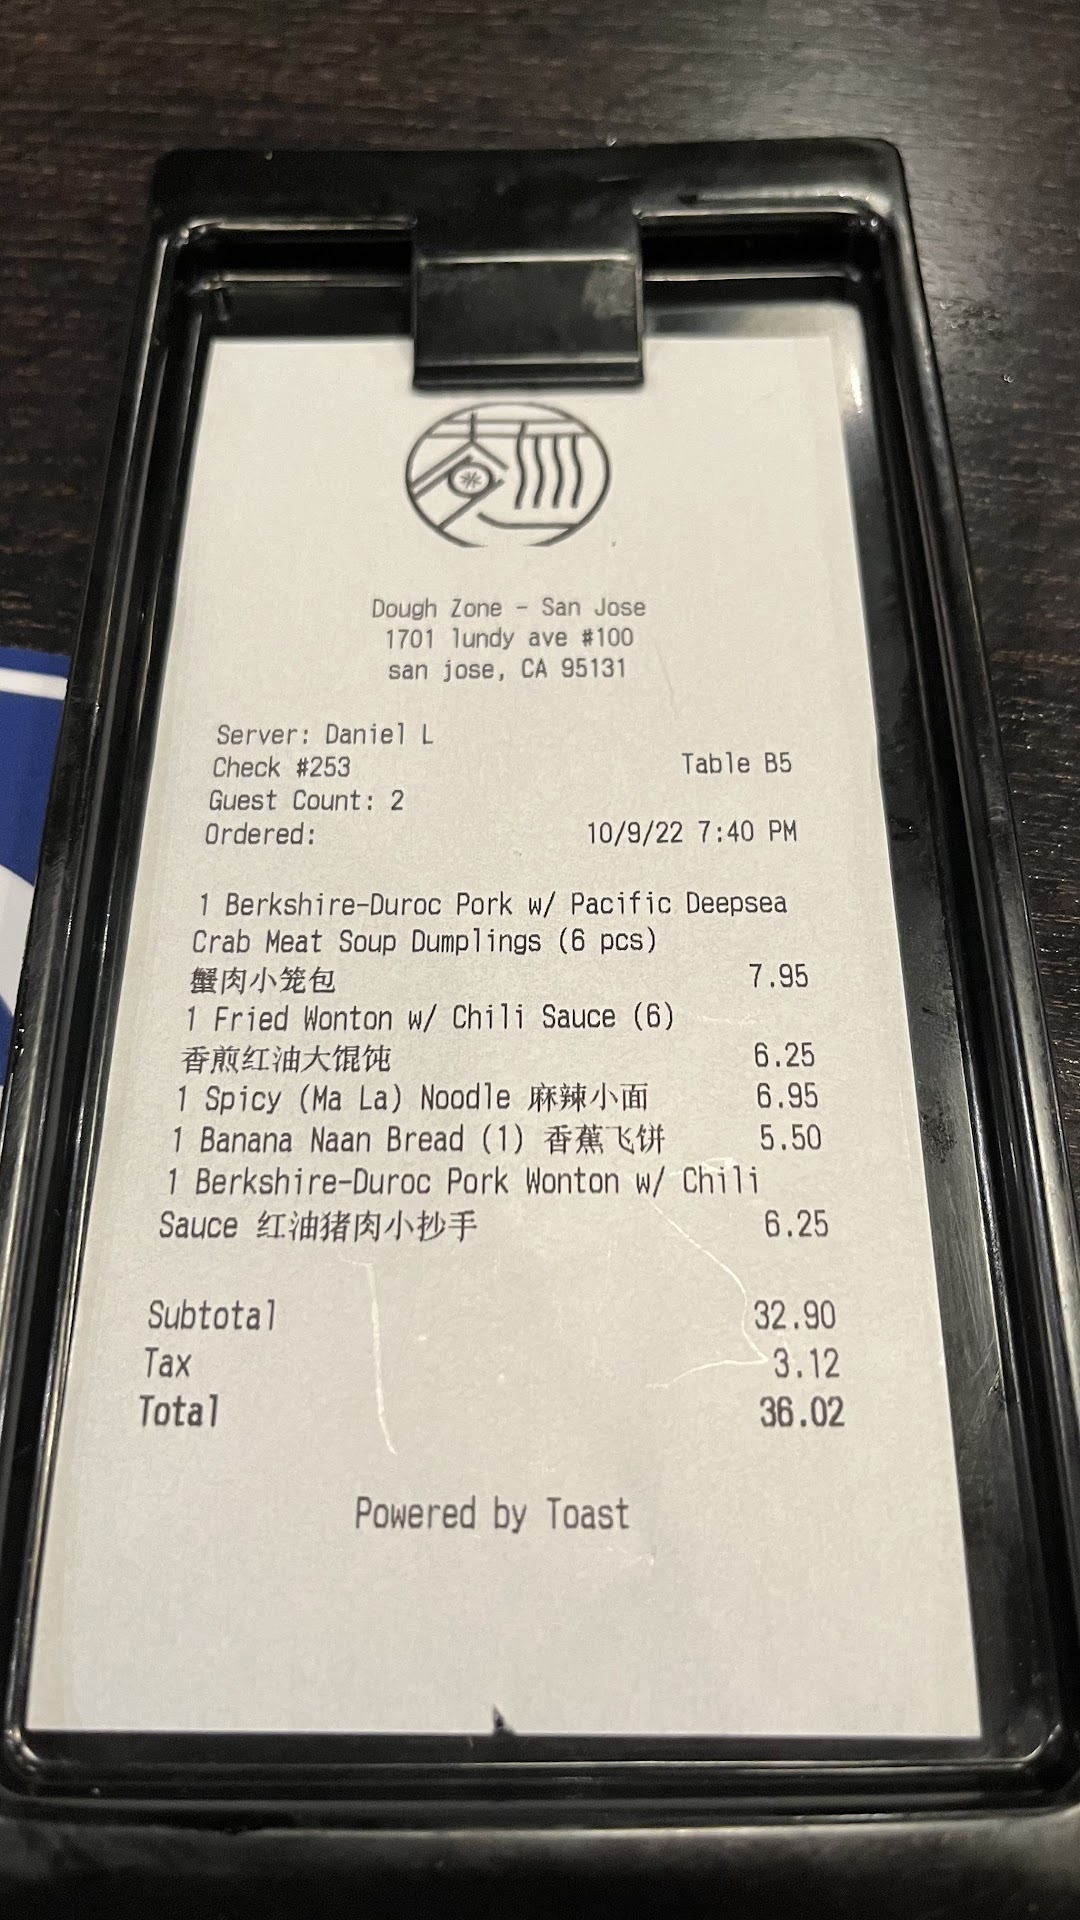 Dough Zone - San Jose
1701 lundy ave #100
san jose, CA 95131
Server: Daniel L
Check #253 Table B5
Guest Count: 2
Ordered: 10/9/22 7:40 PM
1 Berkshire-Duroc Pork w/ Pacific Deepsea
Crab Meat Soup Dumplings (6 pcs)
蟹肉小笼包 7.95
1 Fried Wonton w/ Chili Sauce (6)
香煎红油大馄饨 6.25
1 Spicy (Ma La) Noodle 麻辣小面 6.95
1 Banana Naan Bread (1) 香蕉飞饼 5.50
1 Berkshire-Duroc Pork Wonton w/ Chili
Sauce 红油猪肉小抄手 6.25
Subtotal 32.90
Tax 3.12
Total 36.02
Powered by Toast